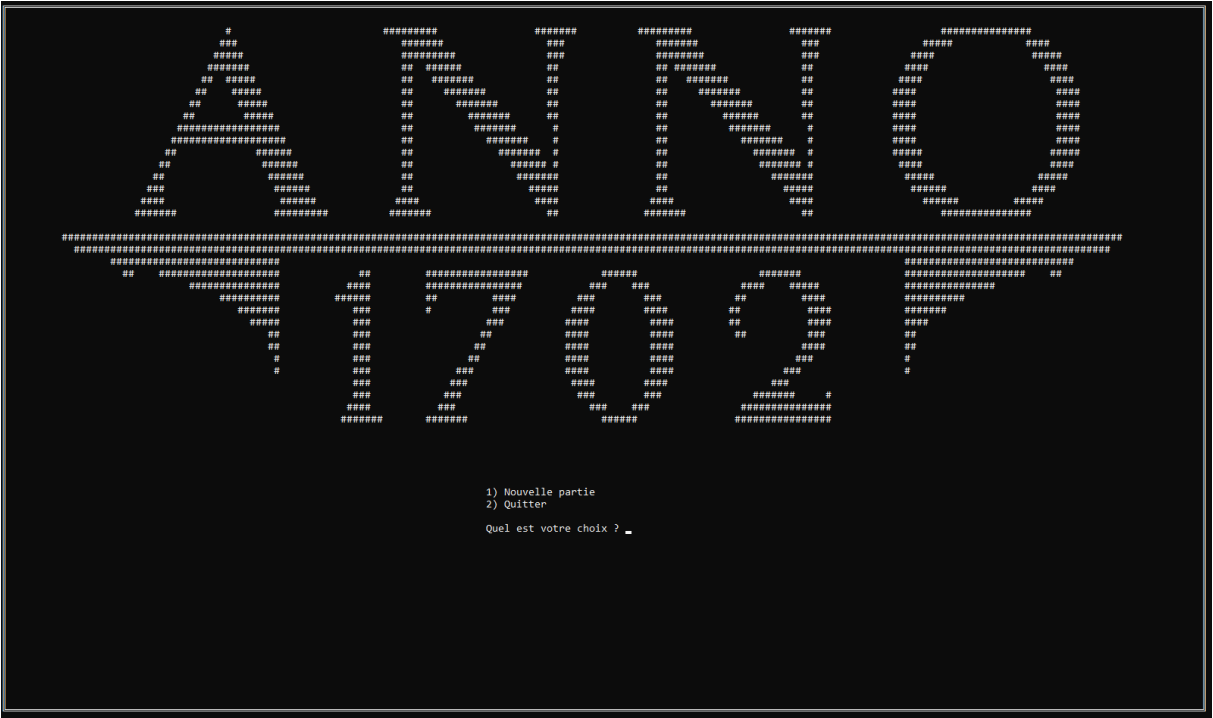 ANNO
1702
1) Nouvelle partie
2) Quitter
Quel est votre choix ?